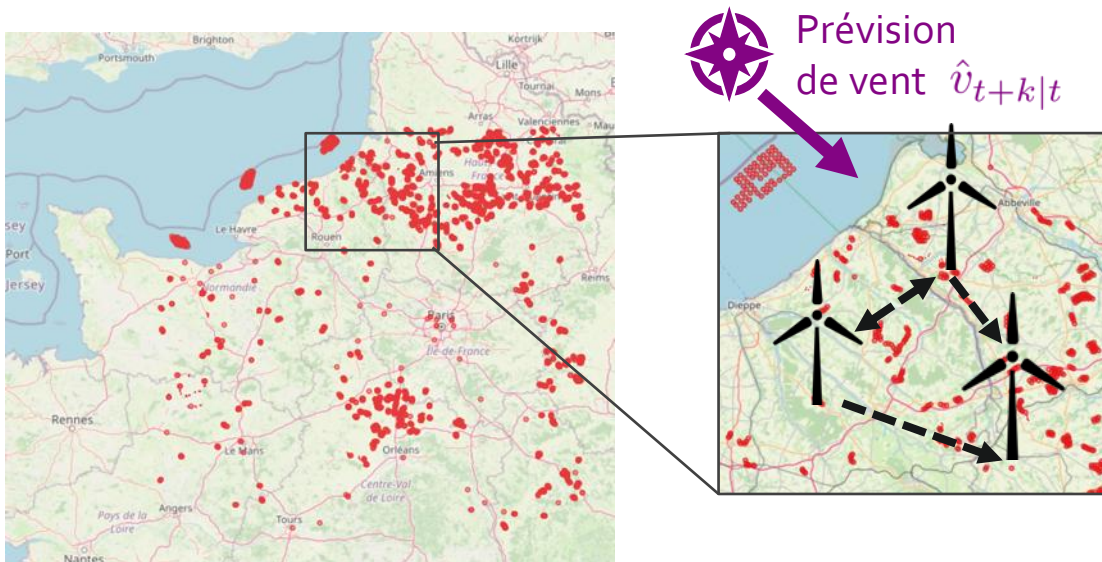 Prévision
de vent v̂_{t+k|t}
Brighton
Portsmouth
Kortrijk
Lille
Tournai
Mons
Valenciennes
Arras
Amiens
Le Havre
Rouen
sey
Port
Jersey
Normandie
Reims
Paris
Île-de-France
Rennes
Le Mans
Orléans
Centre-Val
de Loire
Angers
Tours
Pays de la
Loire
Nantes
Abbeville
Dieppe